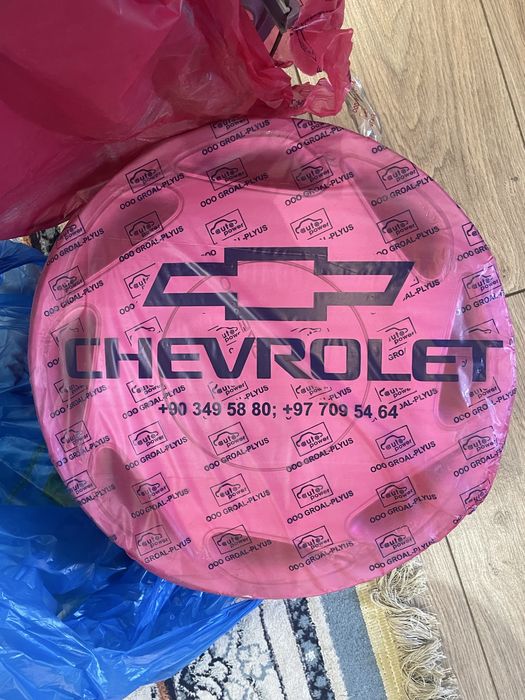 auto power
OOO GROAL-PLYUS
CHEVROLET
+90 349 58 80; +97 709 54 64